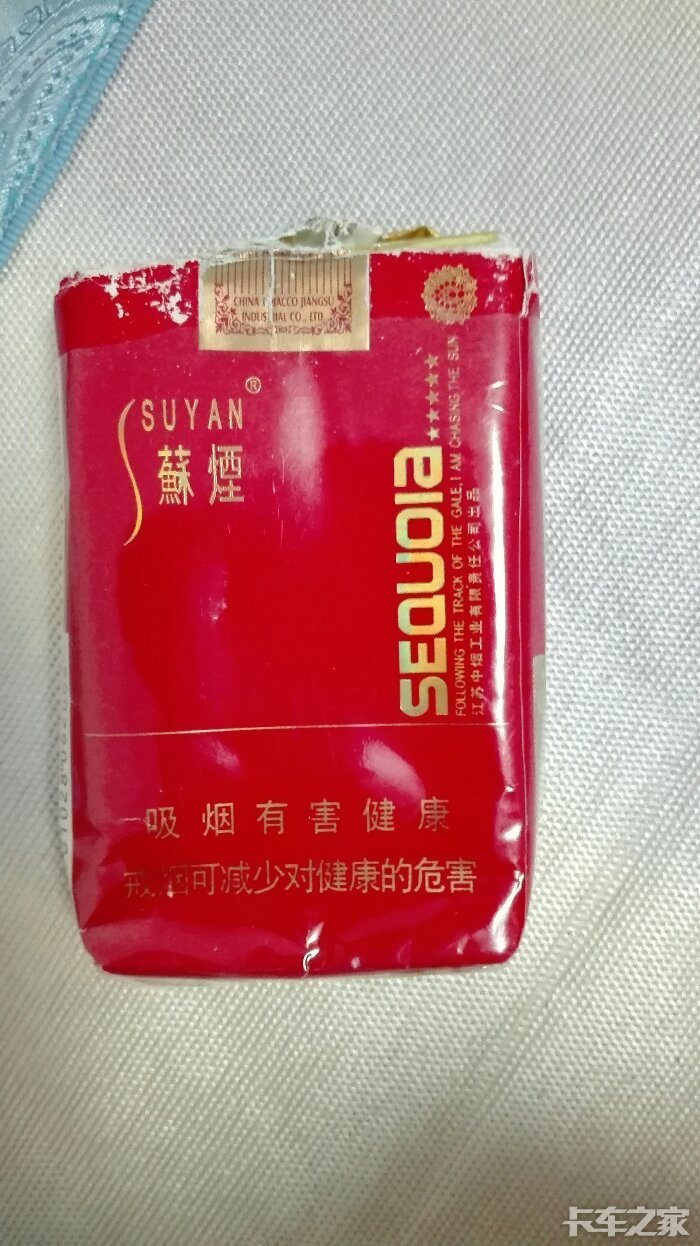 CHINA TOBACCO JIANGSU
INDUSTRIAL CO., LTD.
SUYAN®
蘇煙
SEQUOIA
FOLLOWING THE TRACK OF THE GALE, I AM CHASING THE SUN
江苏中烟工业有限责任公司出品
吸烟有害健康
戒烟可减少对健康的危害
卡车之家